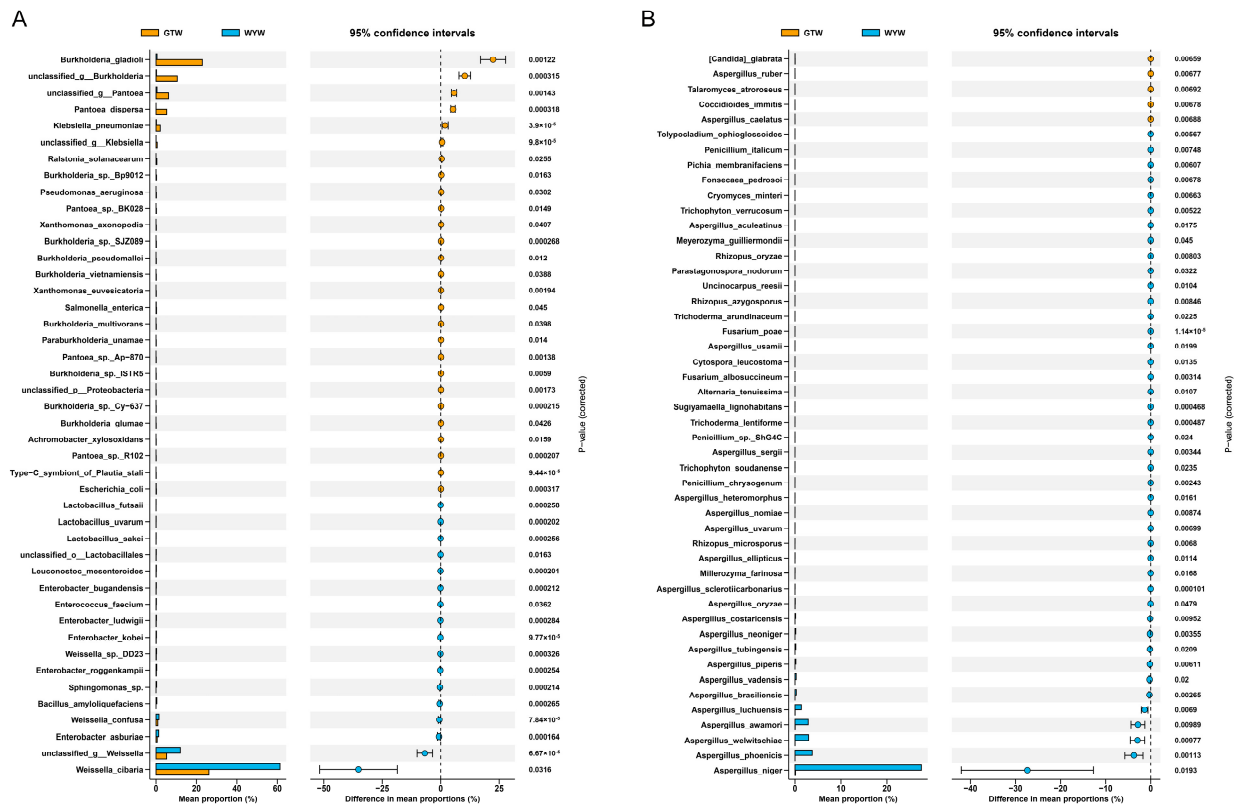 A
GTW
WYW
95% confidence intervals
Burkholderia_gladioli
0.00122
unclassified_g__Burkholderia
0.000315
unclassified_g__Pantoea
0.00143
Pantoea_dispersa
0.000318
Klebsiella_pneumoniae
3.9×10⁻⁵
unclassified_g__Klebsiella
9.8×10⁻⁵
Ralstonia_solanacearum
0.0255
Burkholderia_sp._Bp9012
0.0163
Pseudomonas_aeruginosa
0.0302
Pantoea_sp._BK028
0.0149
Xanthomonas_axonopodis
0.0407
Burkholderia_sp._SJZ089
0.000268
Burkholderia_pseudomallei
0.012
Burkholderia_vietnamiensis
0.0388
Xanthomonas_euvesicatoria
0.00194
Salmonella_enterica
0.045
Burkholderia_multivorans
0.0398
Paraburkholderia_unamae
0.014
Pantoea_sp._Ap−870
0.00138
Burkholderia_sp._ISTR5
0.0059
unclassified_p__Proteobacteria
0.00173
Burkholderia_sp._Cy−637
0.000215
Burkholderia_glumae
0.0426
Achromobacter_xylosoxidans
0.0159
Pantoea_sp._R102
0.000207
Type−C_symbiont_of_Plautia_stali
Escherichia_coli
0.000317
Lactobacillus_futsaii
0.000258
Lactobacillus_uvarum
0.000202
Lactobacillus_sakei
0.000266
unclassified_o__Lactobacillales
0.0163
Leuconostoc_mesenteroides
0.000201
Enterobacter_bugandensis
0.000212
Enterococcus_faecium
0.0362
Enterobacter_ludwigii
0.000284
Enterobacter_kobei
9.77×10⁻⁵
Weissella_sp._DD23
0.000326
Enterobacter_roggenkampii
0.000254
Sphingomonas_sp.
0.000214
Bacillus_amyloliquefaciens
0.000265
Weissella_confusa
7.84×10⁻⁵
Enterobacter_asburiae
0.000164
unclassified_g__Weissella
Weissella_cibaria
0.0316
0 20 40 60
Mean proportion (%)
−50 −25 0 25
Difference in mean proportions (%)
P−value (corrected)
B
GTW
WYW
95% confidence intervals
[Candida]_glabrata
0.00659
Aspergillus_ruber
0.00677
Talaromyces_atroroseus
0.00692
Coccidioides_immitis
0.00678
Aspergillus_caelatus
0.00688
Tolypocladium_ophioglossoides
0.00667
Penicillium_italicum
0.00748
Pichia_membranifaciens
0.00607
Fonsecaea_pedrosoi
0.00678
Cryomyces_minteri
0.00663
Trichophyton_verrucosum
0.00522
Aspergillus_aculeatinus
0.0175
Meyerozyma_guilliermondii
0.045
Rhizopus_oryzae
0.00803
Parastagonospora_nodorum
0.0322
Uncinocarpus_reesii
0.0104
Rhizopus_azygosporus
0.00846
Trichoderma_arundinaceum
0.0225
Fusarium_poae
1.14×10⁻⁵
Aspergillus_usamii
0.0199
Cytospora_leucostoma
0.0135
Fusarium_albosuccineum
0.00314
Alternaria_tenuissima
0.0107
Sugiyamaella_lignohabitans
0.000468
Trichoderma_lentiforme
0.000487
Penicillium_sp._ShG4C
0.024
Aspergillus_sergii
0.00344
Trichophyton_soudanense
0.0235
Penicillium_chrysogenum
0.00243
Aspergillus_heteromorphus
0.0161
Aspergillus_nomiae
0.00874
Aspergillus_uvarum
0.00699
Rhizopus_microsporus
0.0068
Aspergillus_ellipticus
0.0114
Millerozyma_farinosa
0.0168
Aspergillus_sclerotiicarbonarius
0.000101
Aspergillus_oryzae
0.0479
Aspergillus_costaricensis
0.00952
Aspergillus_neoniger
0.00355
Aspergillus_tubingensis
0.0209
Aspergillus_piperis
0.00611
Aspergillus_vadensis
0.02
Aspergillus_brasiliensis
0.00265
Aspergillus_luchuensis
0.0069
Aspergillus_awamori
0.00989
Aspergillus_welwitschiae
0.00977
Aspergillus_phoenicis
0.00113
Aspergillus_niger
0.0193
0 10 20
Mean proportion (%)
−40 −30 −20 −10 0
Difference in mean proportions (%)
P−value (corrected)